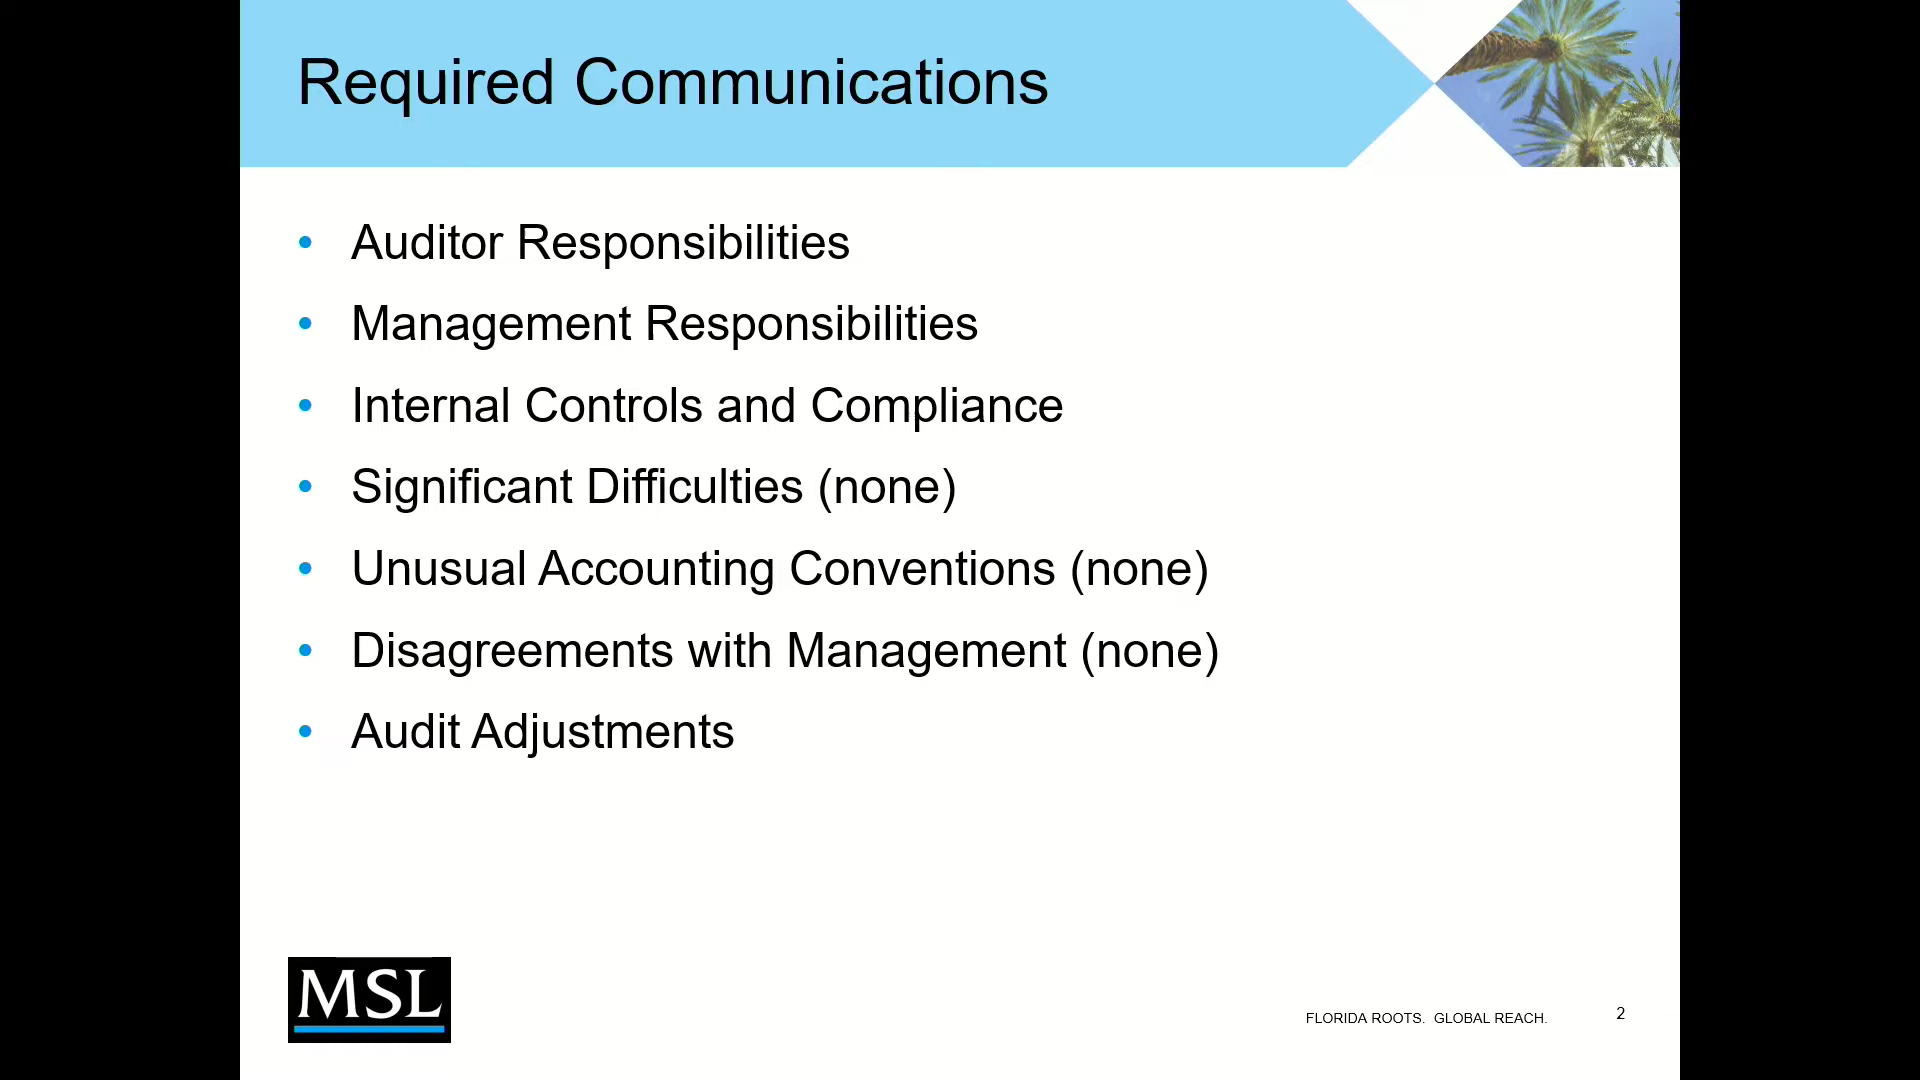 Required Communications
• Auditor Responsibilities
• Management Responsibilities
• Internal Controls and Compliance
• Significant Difficulties (none)
• Unusual Accounting Conventions (none)
• Disagreements with Management (none)
• Audit Adjustments
MSL
FLORIDA ROOTS. GLOBAL REACH.
2